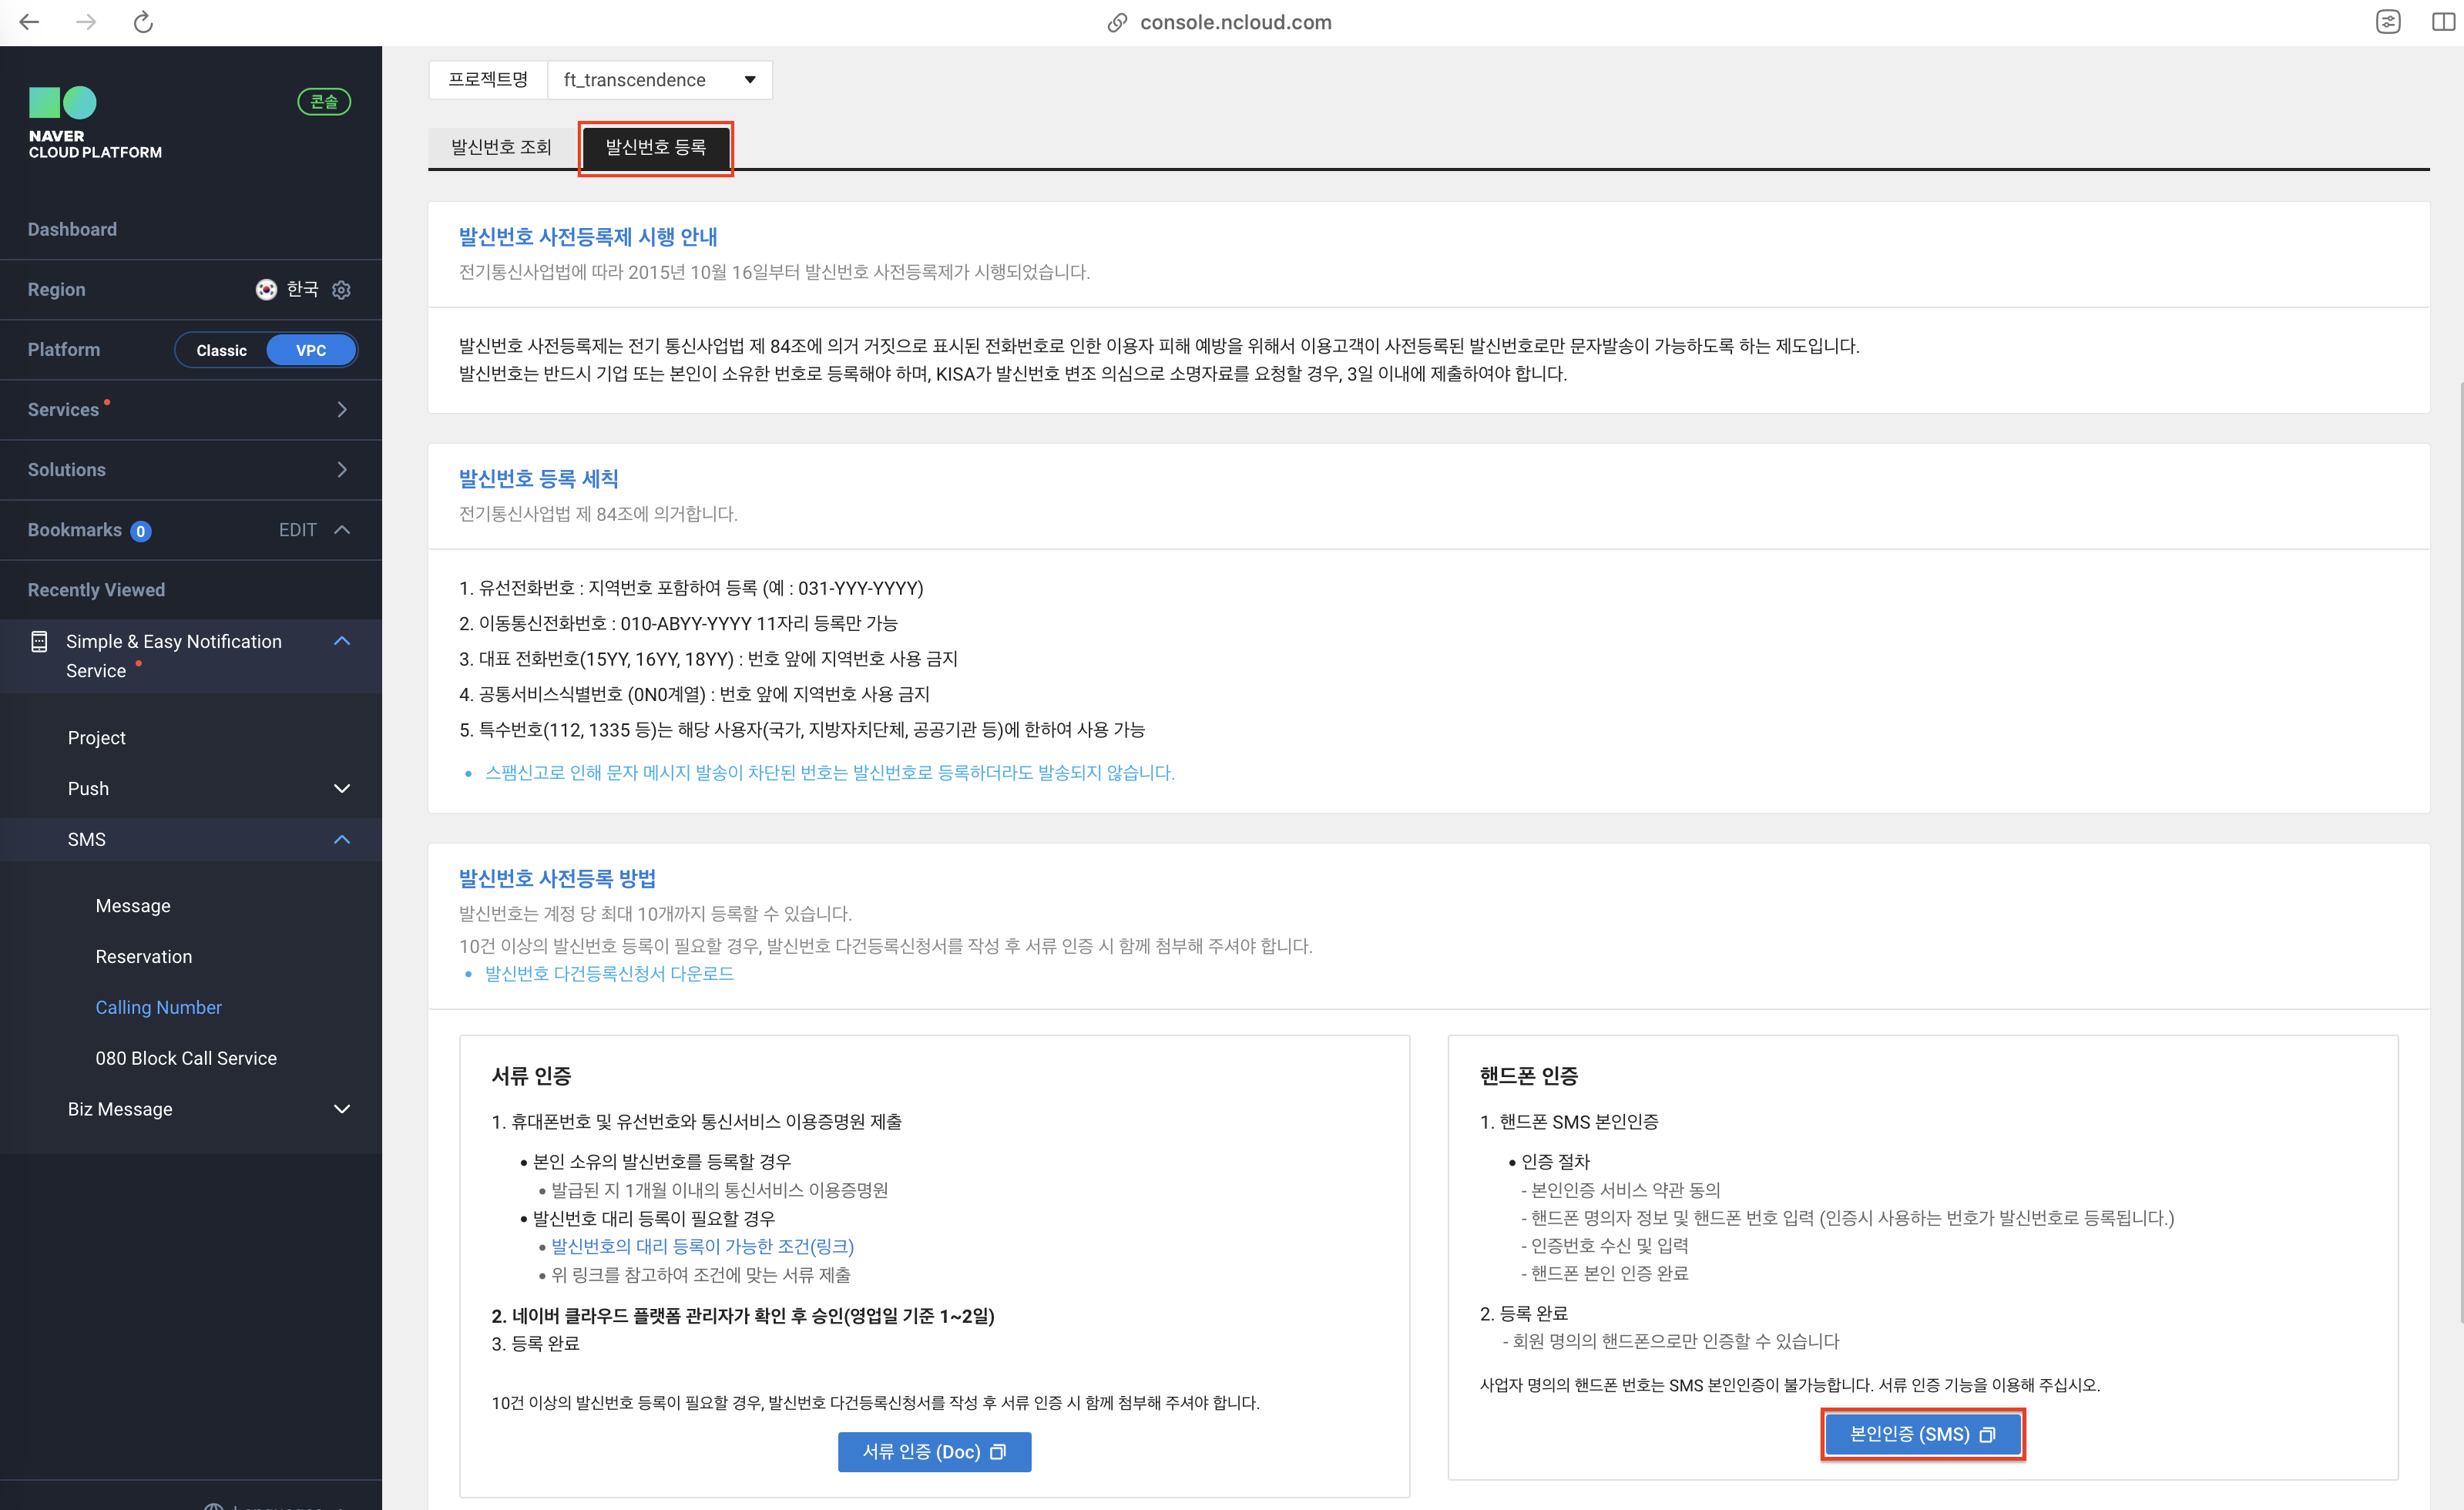 console.ncloud.com
NAVER
CLOUD PLATFORM
콘솔
Dashboard
Region 한국
Platform Classic VPC
Services
Solutions
Bookmarks 0 EDIT
Recently Viewed
Simple & Easy Notification
Service
Project
Push
SMS
Message
Reservation
Calling Number
080 Block Call Service
Biz Message
프로젝트명 ft_transcendence
발신번호 조회 발신번호 등록
발신번호 사전등록제 시행 안내
전기통신사업법에 따라 2015년 10월 16일부터 발신번호 사전등록제가 시행되었습니다.
발신번호 사전등록제는 전기 통신사업법 제 84조에 의거 거짓으로 표시된 전화번호로 인한 이용자 피해 예방을 위해서 이용고객이 사전등록된 발신번호로만 문자발송이 가능하도록 하는 제도입니다.
발신번호는 반드시 기업 또는 본인이 소유한 번호로 등록해야 하며, KISA가 발신번호 변조 의심으로 소명자료를 요청할 경우, 3일 이내에 제출하여야 합니다.
발신번호 등록 세칙
전기통신사업법 제 84조에 의거합니다.
1. 유선전화번호 : 지역번호 포함하여 등록 (예 : 031-YYY-YYYY)
2. 이동통신전화번호 : 010-ABYY-YYYY 11자리 등록만 가능
3. 대표 전화번호(15YY, 16YY, 18YY) : 번호 앞에 지역번호 사용 금지
4. 공통서비스식별번호 (0N0계열) : 번호 앞에 지역번호 사용 금지
5. 특수번호(112, 1335 등)는 해당 사용자(국가, 지방자치단체, 공공기관 등)에 한하여 사용 가능
• 스팸신고로 인해 문자 메시지 발송이 차단된 번호는 발신번호로 등록하더라도 발송되지 않습니다.
발신번호 사전등록 방법
발신번호는 계정 당 최대 10개까지 등록할 수 있습니다.
10건 이상의 발신번호 등록이 필요할 경우, 발신번호 다건등록신청서를 작성 후 서류 인증 시 함께 첨부해 주셔야 합니다.
• 발신번호 다건등록신청서 다운로드
서류 인증
1. 휴대폰번호 및 유선번호와 통신서비스 이용증명원 제출
• 본인 소유의 발신번호를 등록할 경우
• 발급된 지 1개월 이내의 통신서비스 이용증명원
• 발신번호 대리 등록이 필요할 경우
• 발신번호의 대리 등록이 가능한 조건(링크)
• 위 링크를 참고하여 조건에 맞는 서류 제출
2. 네이버 클라우드 플랫폼 관리자가 확인 후 승인(영업일 기준 1~2일)
3. 등록 완료
10건 이상의 발신번호 등록이 필요할 경우, 발신번호 다건등록신청서를 작성 후 서류 인증 시 함께 첨부해 주셔야 합니다.
서류 인증 (Doc)
핸드폰 인증
1. 핸드폰 SMS 본인인증
• 인증 절차
- 본인인증 서비스 약관 동의
- 핸드폰 명의자 정보 및 핸드폰 번호 입력 (인증시 사용하는 번호가 발신번호로 등록됩니다.)
- 인증번호 수신 및 입력
- 핸드폰 본인 인증 완료
2. 등록 완료
- 회원 명의의 핸드폰으로만 인증할 수 있습니다
사업자 명의의 핸드폰 번호는 SMS 본인인증이 불가능합니다. 서류 인증 기능을 이용해 주십시오.
본인인증 (SMS)